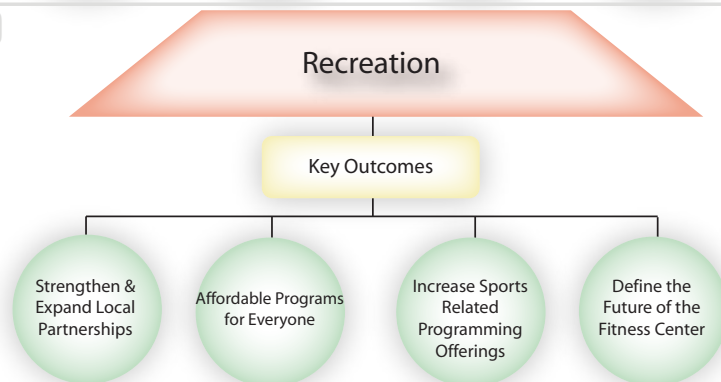 Recreation
Key Outcomes
Strengthen &
Expand Local
Partnerships
Affordable Programs
for Everyone
Increase Sports
Related
Programming
Offerings
Define the
Future of the
Fitness Center